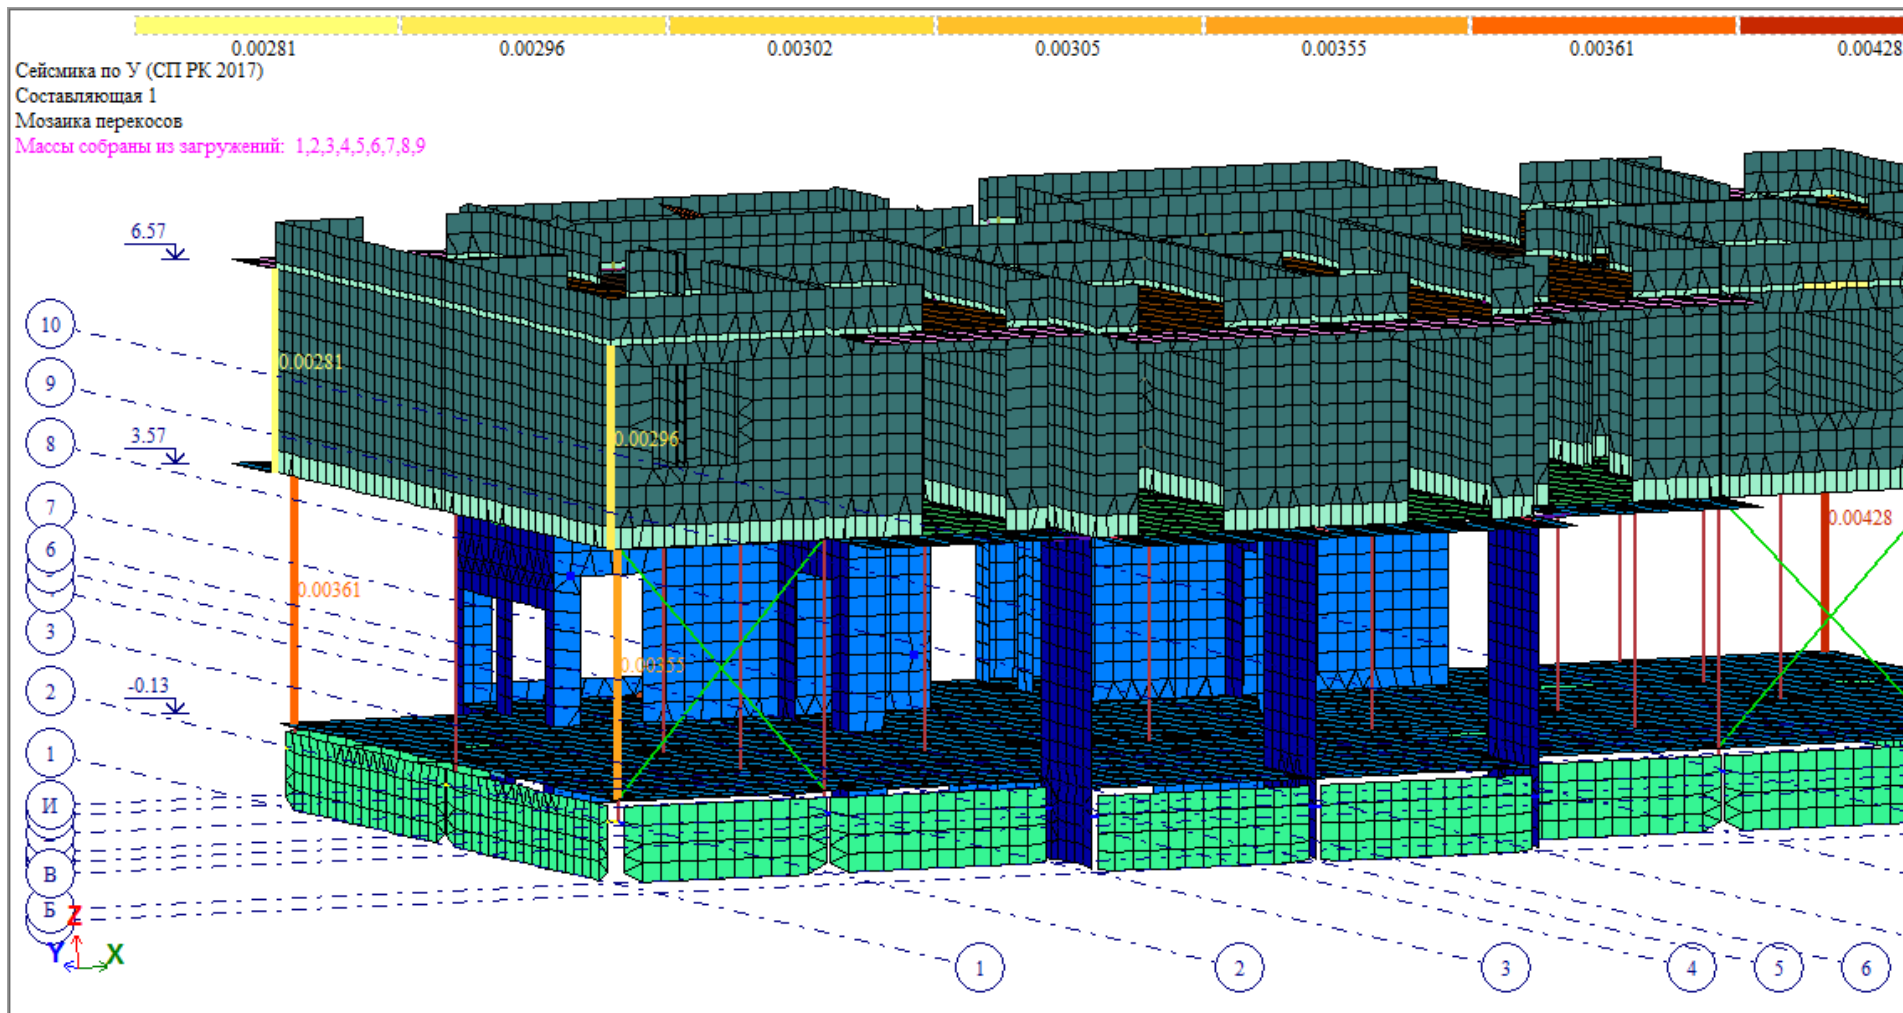 0.00281 0.00296 0.00302 0.00305 0.00355 0.00361 0.00428
Сейсмика по У (СП РК 2017)
Составляющая 1
Мозаика перекосов
Массы собраны из загружений: 1,2,3,4,5,6,7,8,9
6.57
10
0.00281
9
3.57
8
0.00296
7
0.00428
6
0.00361
3
0.00355
2
-0.13
1
И
В
Б
Z
Y X
1 2 3 4 5 6